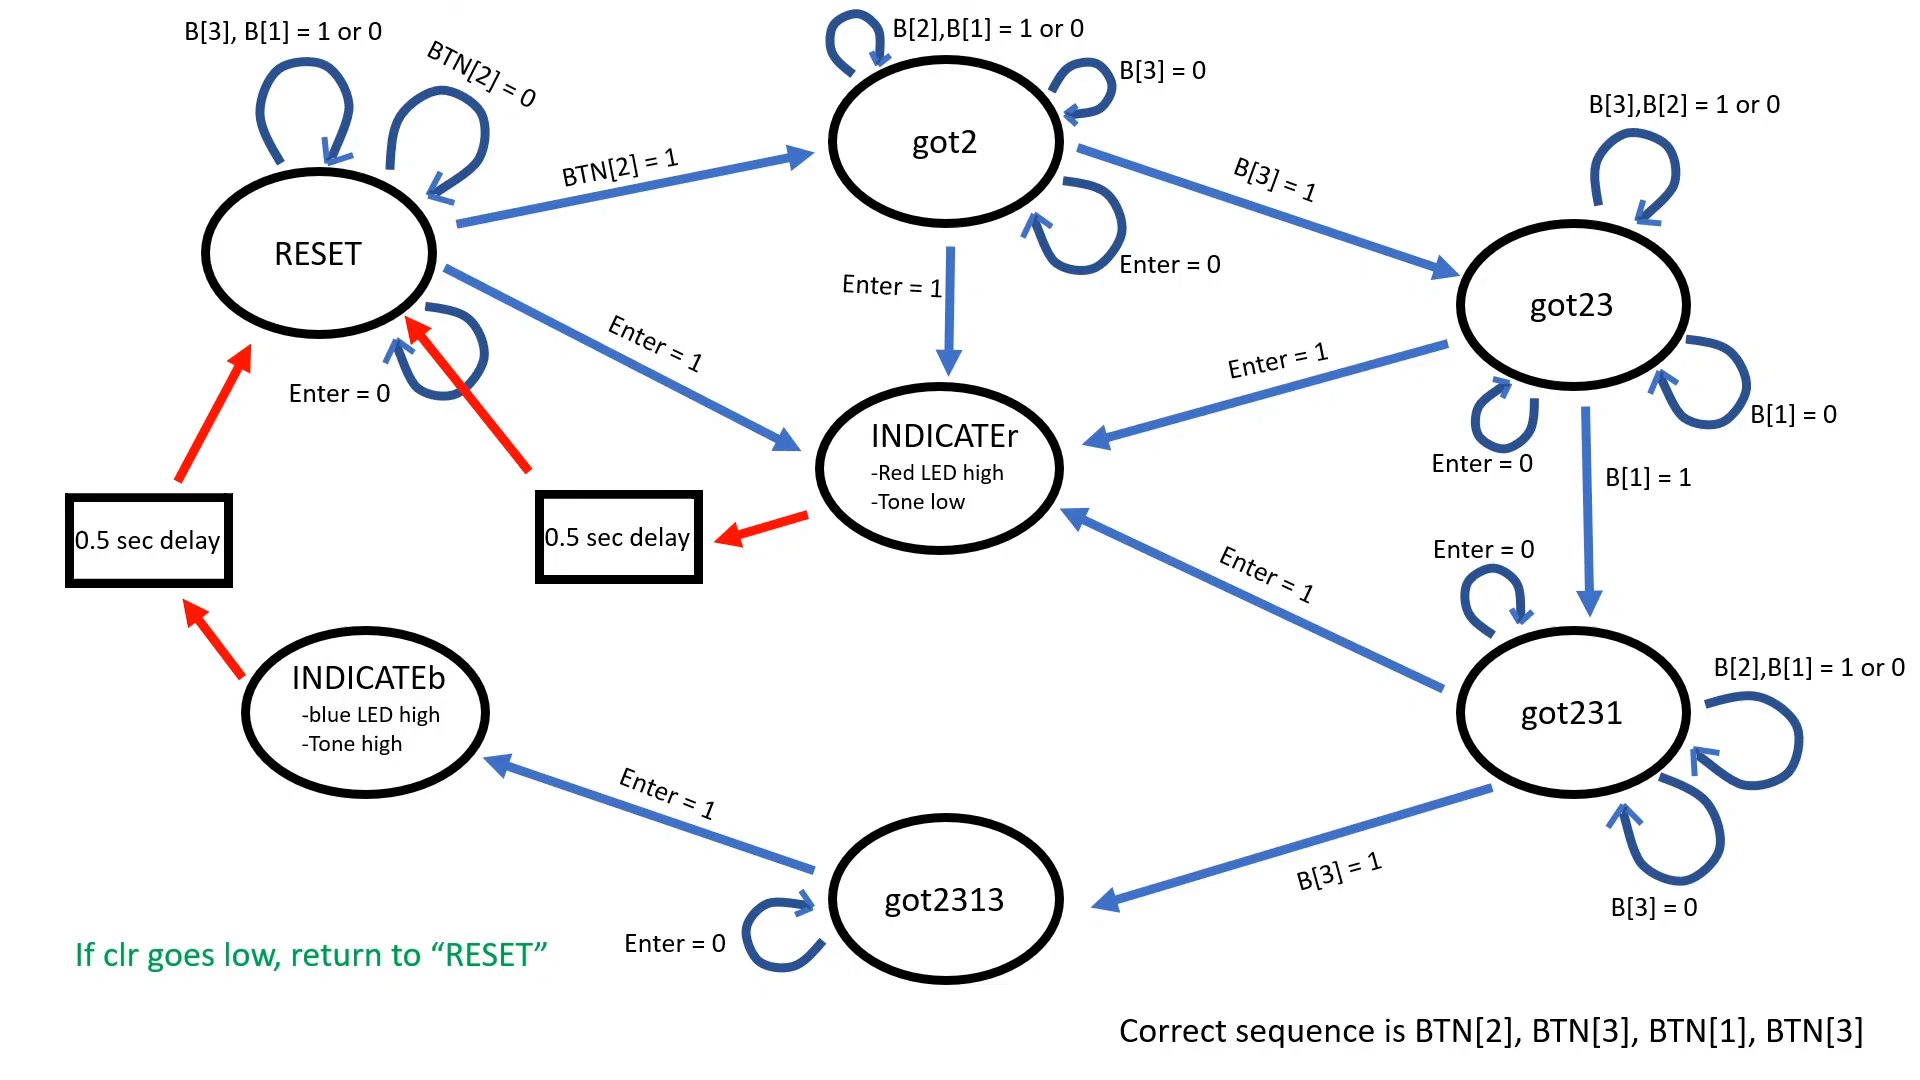 B[3], B[1] = 1 or 0
BTN[2] = 0
B[2],B[1] = 1 or 0
B[3] = 0
B[3],B[2] = 1 or 0
got2
BTN[2] = 1
B[3] = 1
RESET
Enter = 0
Enter = 1
got23
Enter = 1
Enter = 1
Enter = 0
B[1] = 0
INDICATEr
-Red LED high
-Tone low
Enter = 0
B[1] = 1
0.5 sec delay
0.5 sec delay
Enter = 0
Enter = 1
INDICATEb
-blue LED high
-Tone high
B[2],B[1] = 1 or 0
got231
Enter = 1
B[3] = 1
B[3] = 0
got2313
Enter = 0
If clr goes low, return to “RESET”
Correct sequence is BTN[2], BTN[3], BTN[1], BTN[3]